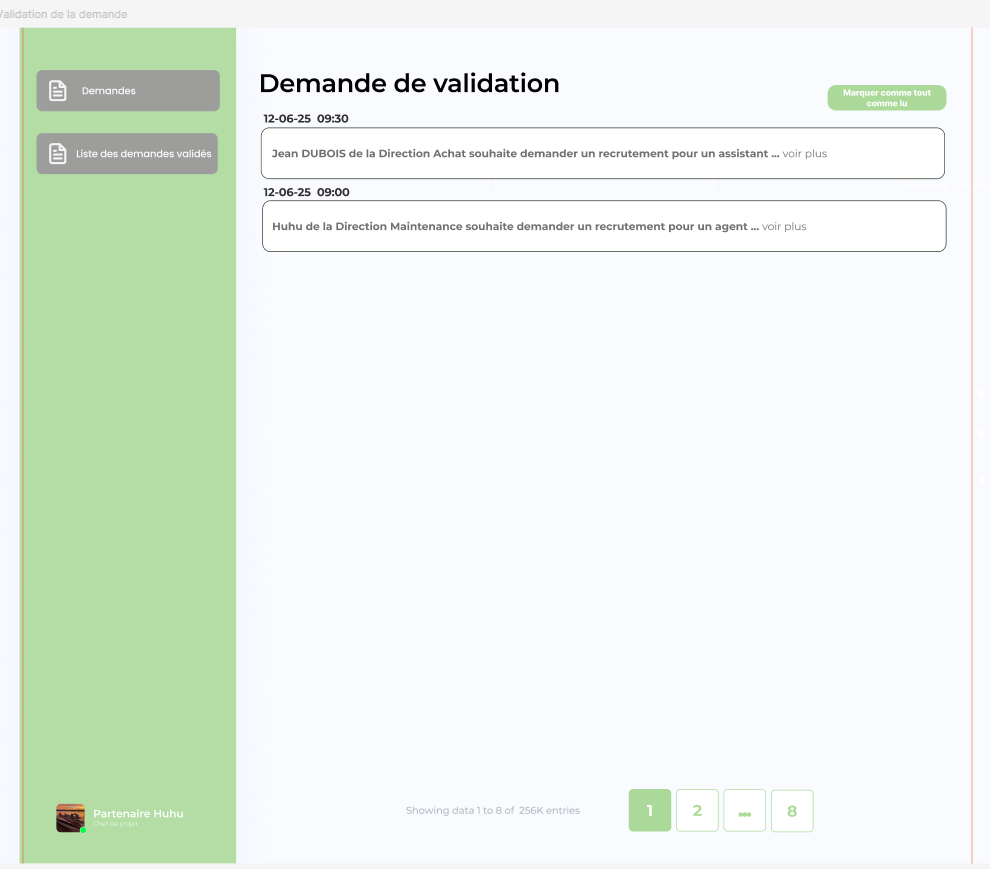 Validation de la demande
Demandes
Liste des demandes validés
Demande de validation
Marquer comme tout
comme lu
12-06-25 09:30
Jean DUBOIS de la Direction Achat souhaite demander un recrutement pour un assistant ... voir plus
12-06-25 09:00
Huhu de la Direction Maintenance souhaite demander un recrutement pour un agent ... voir plus
Partenaire Huhu
Chef de projet
Showing data 1 to 8 of 256K entries
1 2 ... 8